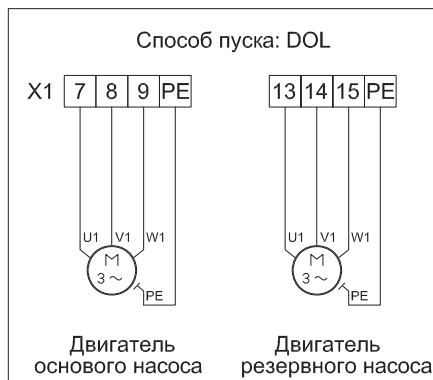 Способ пуска: DOL
X1 7 8 9 PE 13 14 15 PE
U1 V1 W1 U1 V1 W1
M M
3 ~ 3 ~
PE PE
Двигатель основого насоса
Двигатель резервного насоса